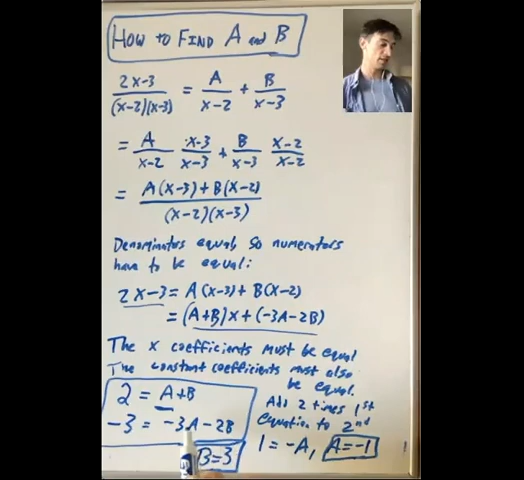 How to Find A and B
2x-3 / (x-2)(x-3) = A / x-2 + B / x-3
= A / x-2 · x-3 / x-3 + B / x-3 x-2 / x-2
= A(x-3)+B(x-2) / (x-2)(x-3)
Denominators equal so numerators
have to be equal:
2x-3 = A(x-3)+B(x-2)
= (A+B)x+(-3A-2B)
The x coefficients must be equal
The constant coefficients must also
be equal.
2 = A+B
-3 = -3A-2B
Add 2 times 1st
equation to 2nd
1=-A, A=-1
B=3